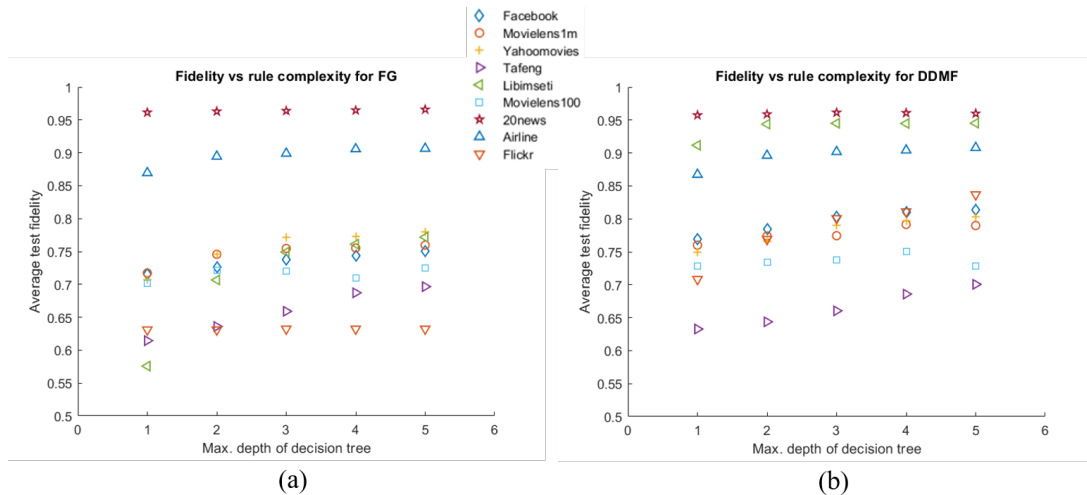 Facebook
Movielens1m
Yahoomovies
Tafeng
Libimseti
Movielens100
20news
Airline
Flickr
Fidelity vs rule complexity for FG
1
0.95
0.9
0.85
0.8
0.75
0.7
0.65
0.6
0.55
0.5
Average test fidelity
0 1 2 3 4 5 6
Max. depth of decision tree
(a)
Fidelity vs rule complexity for DDMF
1
0.95
0.9
0.85
0.8
0.75
0.7
0.65
0.6
0.55
0.5
Average test fidelity
0 1 2 3 4 5 6
Max. depth of decision tree
(b)